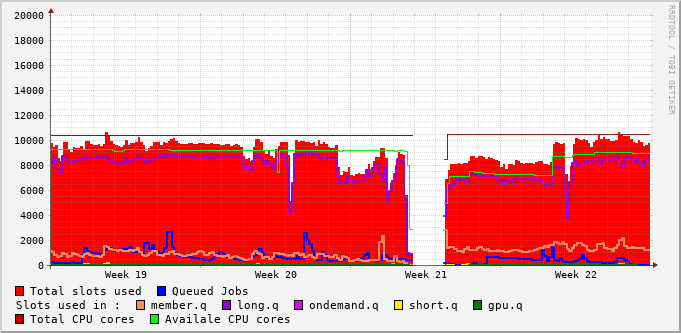 20000
18000
16000
14000
12000
10000
8000
6000
4000
2000
0
Week 19 Week 20 Week 21 Week 22
Total slots used Queued Jobs
Slots used in : member.q long.q ondemand.q short.q gpu.q
Total CPU cores Availale CPU cores
RRDTOOL / TOBI OETIKER